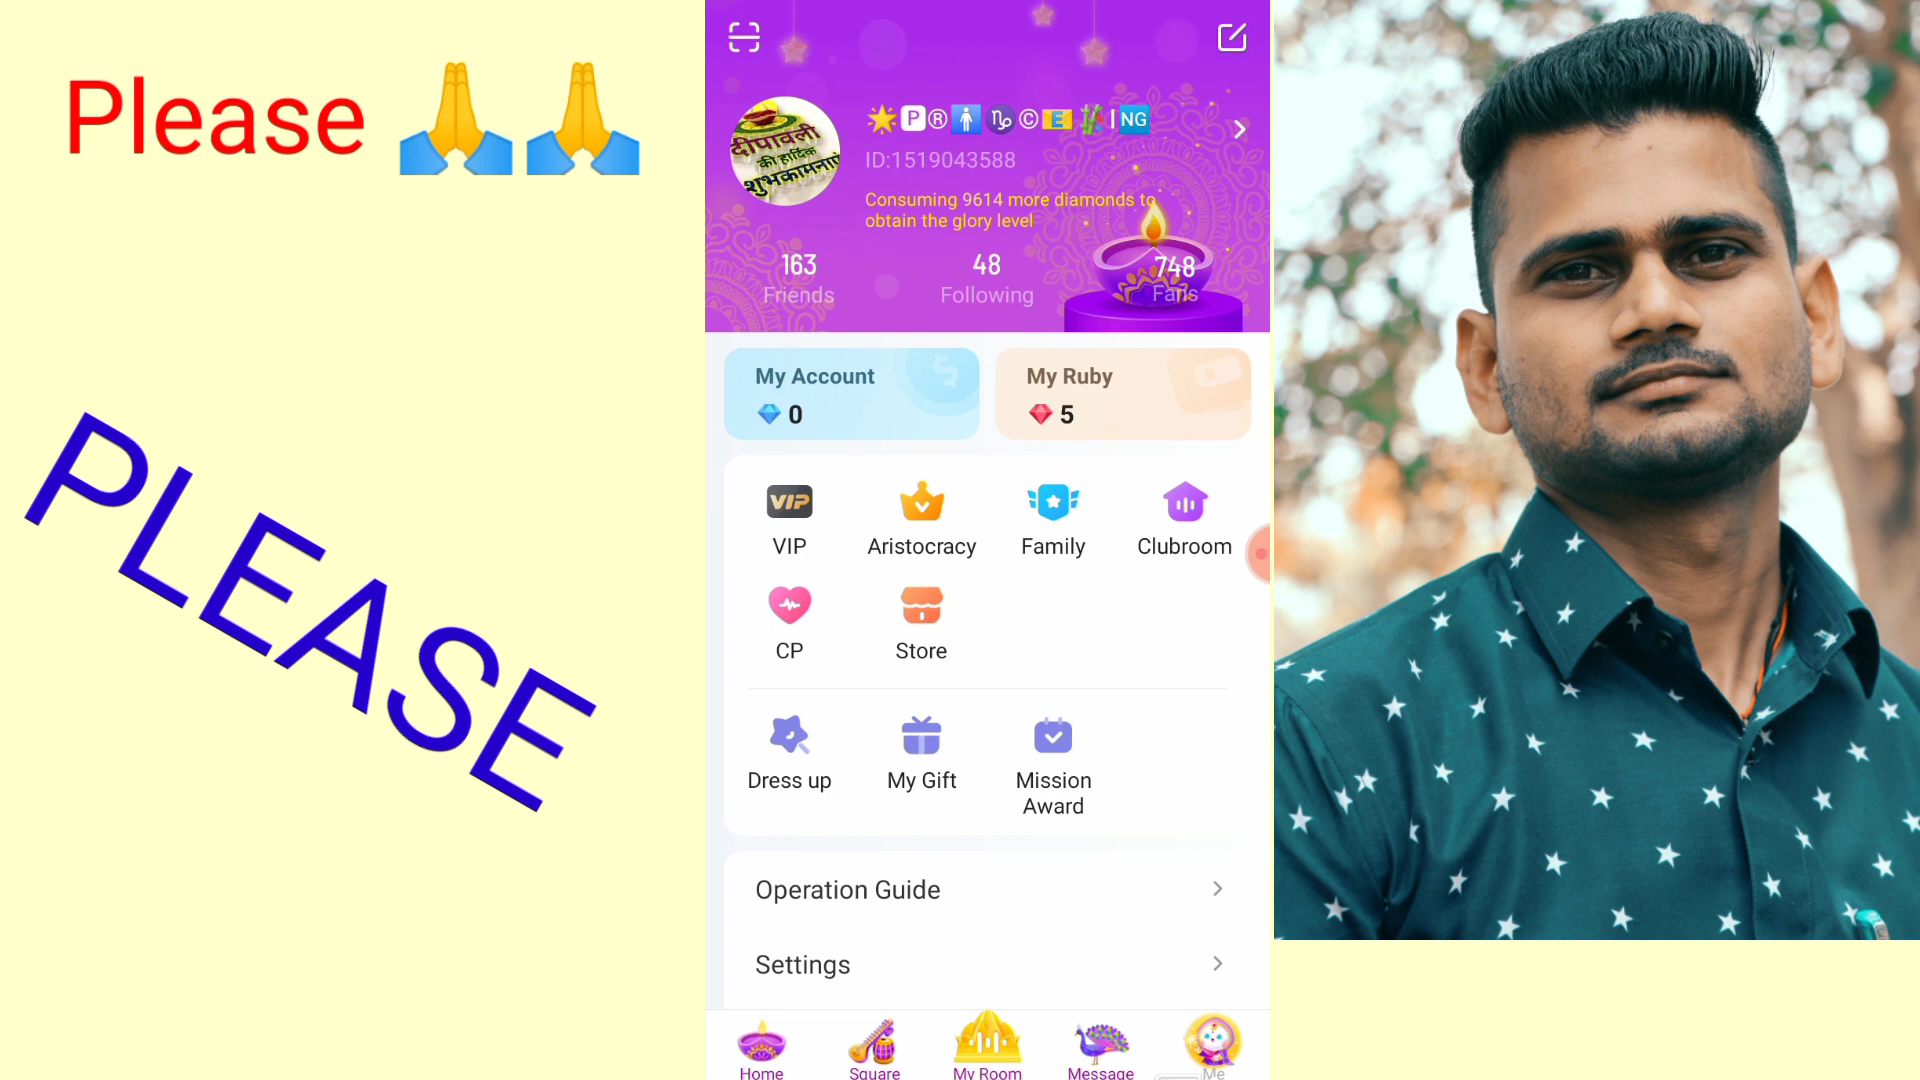 Please 🙏🙏
PLEASE
🌟🅿®🚹♑©📧🎋INGNG
ID:1519043588
Consuming 9614 more diamonds to
obtain the glory level
दीपावली
की हार्दिक
शुभकामनाएं
163
Friends
48
Following
748
Fans
My Account
0
My Ruby
5
VIP
VIP
Aristocracy
Family
Clubroom
CP
Store
Dress up
My Gift
Mission
Award
Operation Guide
Settings
Home
Square
My Room
Message
Me